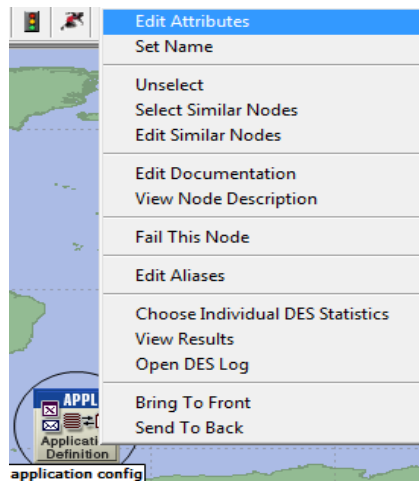 Edit Attributes
Set Name
Unselect
Select Similar Nodes
Edit Similar Nodes
Edit Documentation
View Node Description
Fail This Node
Edit Aliases
Choose Individual DES Statistics
View Results
Open DES Log
Bring To Front
Send To Back
APPL
Applicati
Definition
application config